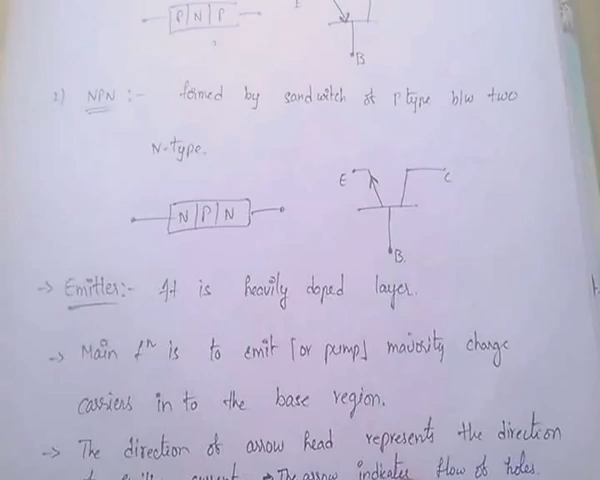 P N P
E
B
2) NPN :- formed by sandwitch of P type b/w two
N-type.
E C
N P N
B.
→ Emitter:- It is heavily doped layer.
→ Main fⁿ is to emit [or pump] majority charge
carriers in to the base region.
→ The direction of arrow head represents the direction
current → The arrow indicates flow of holes.